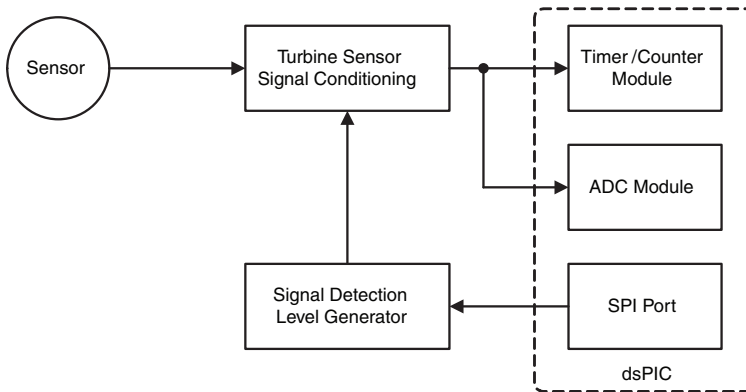 Sensor
Turbine Sensor
Signal Conditioning
Timer/Counter
Module
ADC Module
Signal Detection
Level Generator
SPI Port
dsPIC